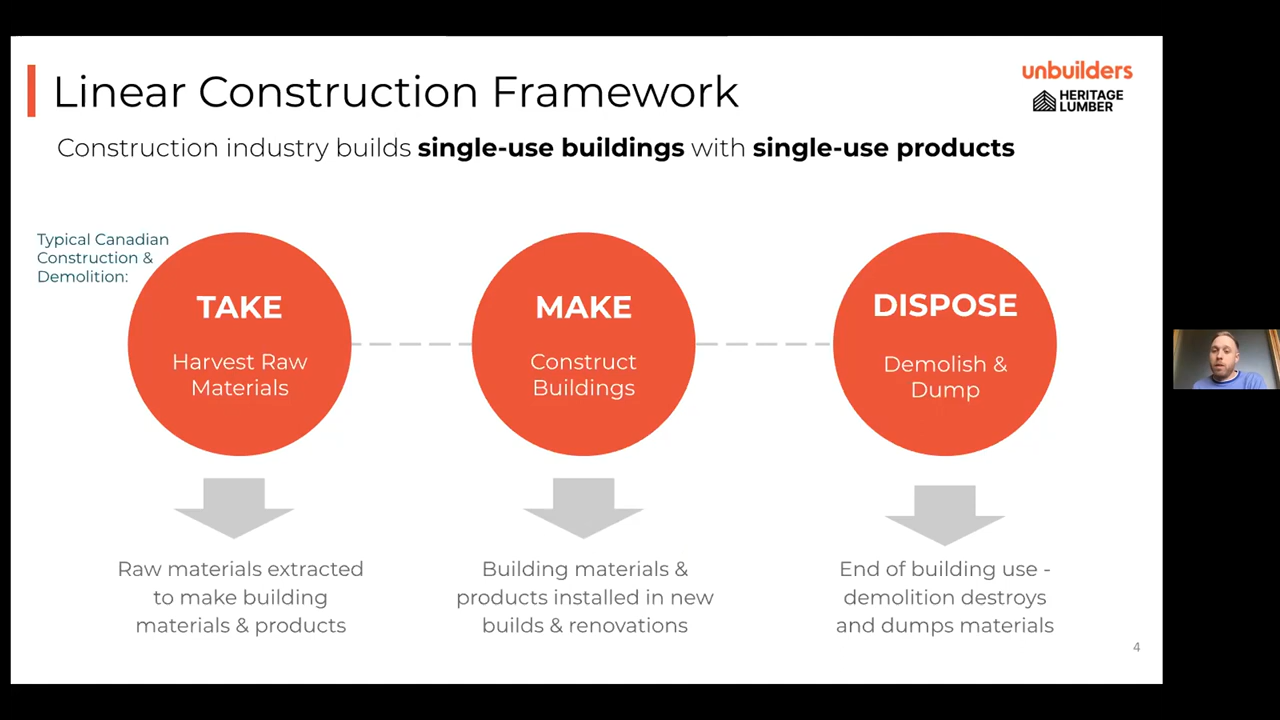 Linear Construction Framework
unbuilders
HERITAGE
LUMBER
Construction industry builds single-use buildings with single-use products
Typical Canadian
Construction &
Demolition:
TAKE
Harvest Raw
Materials
MAKE
Construct
Buildings
DISPOSE
Demolish &
Dump
Raw materials extracted
to make building
materials & products
Building materials &
products installed in new
builds & renovations
End of building use -
demolition destroys
and dumps materials
4